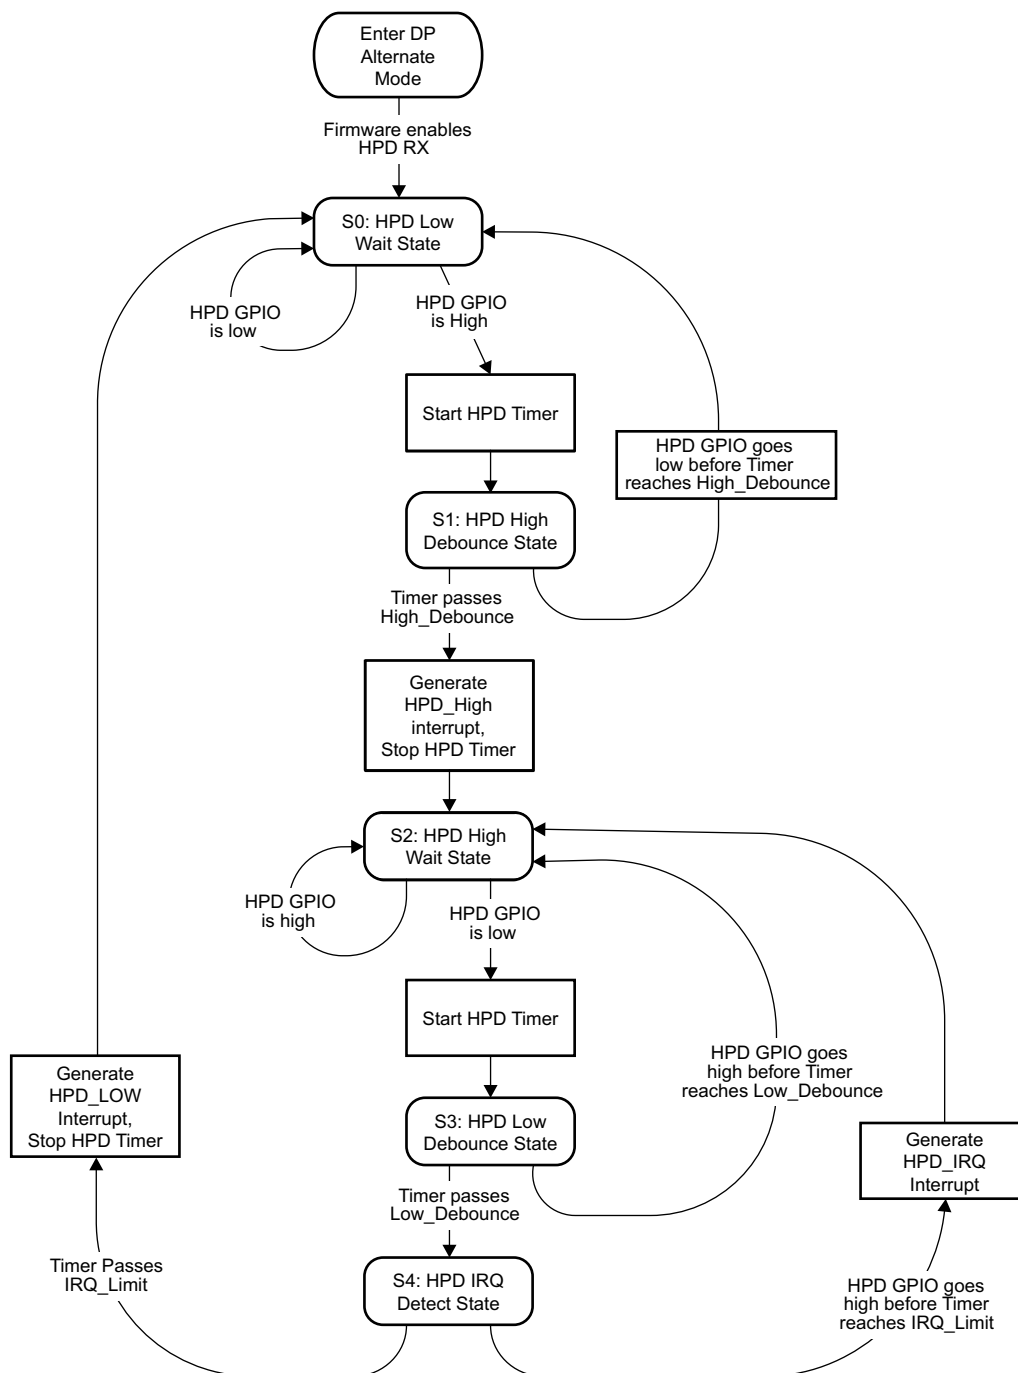 Enter DP
Alternate
Mode
Firmware enables
HPD RX
S0: HPD Low
Wait State
HPD GPIO
is low
HPD GPIO
is High
Start HPD Timer
HPD GPIO goes
low before Timer
reaches High_Debounce
S1: HPD High
Debounce State
Timer passes
High_Debounce
Generate
HPD_High
interrupt,
Stop HPD Timer
S2: HPD High
Wait State
HPD GPIO
is high
HPD GPIO
is low
Start HPD Timer
HPD GPIO goes
high before Timer
reaches Low_Debounce
Generate
HPD_LOW
Interrupt,
Stop HPD Timer
S3: HPD Low
Debounce State
Generate
HPD_IRQ
Interrupt
Timer passes
Low_Debounce
Timer Passes
IRQ_Limit
S4: HPD IRQ
Detect State
HPD GPIO goes
high before Timer
reaches IRQ_Limit